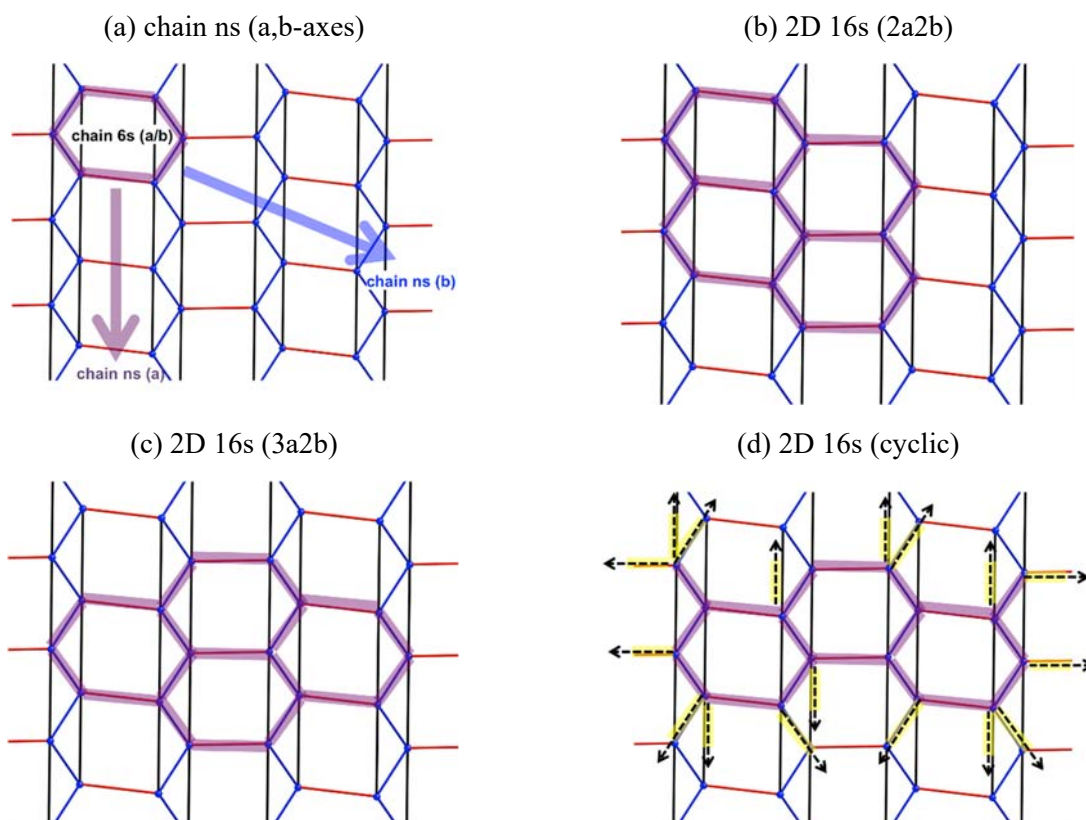 (a) chain ns (a,b-axes)
(b) 2D 16s (2a2b)
chain 6s (a/b)
chain ns (b)
chain ns (a)
(c) 2D 16s (3a2b)
(d) 2D 16s (cyclic)